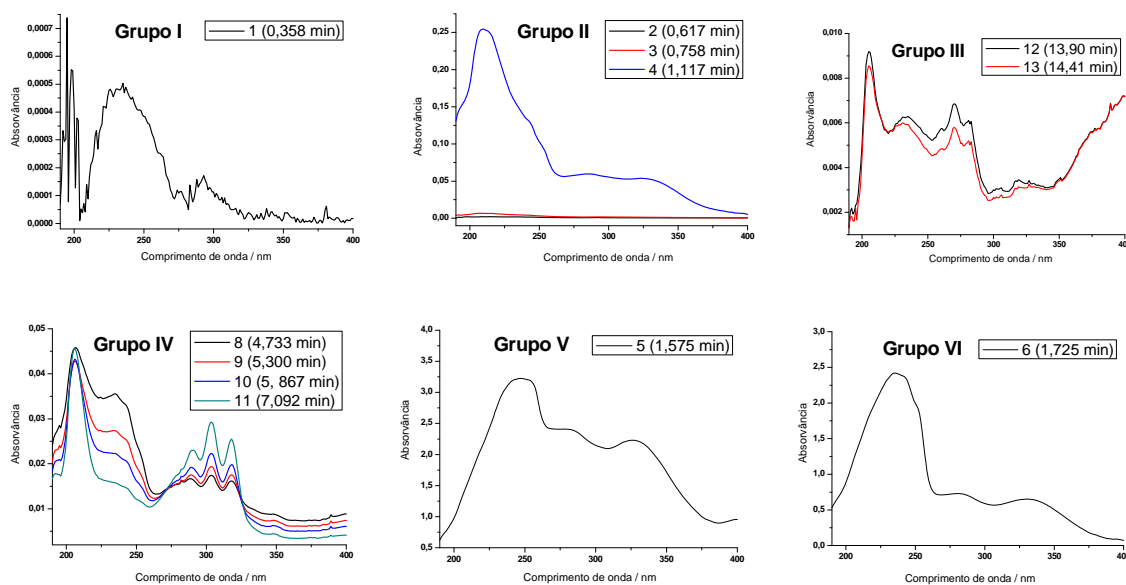 Grupo I
1 (0,358 min)
0,0007
0,0006
0,0005
0,0004
0,0003
0,0002
0,0001
0,0000
Absorvância
200 250 300 350 400
Comprimento de onda / nm
Grupo II
2 (0,617 min)
3 (0,758 min)
4 (1,117 min)
0,25
0,20
0,15
0,10
0,05
0,00
Absorvância
200 250 300 350 400
Comprimento de onda / nm
Grupo III
12 (13,90 min)
13 (14,41 min)
0,010
0,008
0,006
0,004
0,002
Absorvância
200 250 300 350 400
Comprimento de onda / nm
Grupo IV
8 (4,733 min)
9 (5,300 min)
10 (5, 867 min)
11 (7,092 min)
0,05
0,04
0,03
0,02
0,01
Absorvância
200 250 300 350 400
Comprimento de onda / nm
Grupo V
5 (1,575 min)
4,0
3,5
3,0
2,5
2,0
1,5
1,0
0,5
Absorvância
200 250 300 350 400
Comprimento de onda / nm
Grupo VI
6 (1,725 min)
3,0
2,5
2,0
1,5
1,0
0,5
0,0
Absorvância
200 250 300 350 400
Comprimento de onda / nm